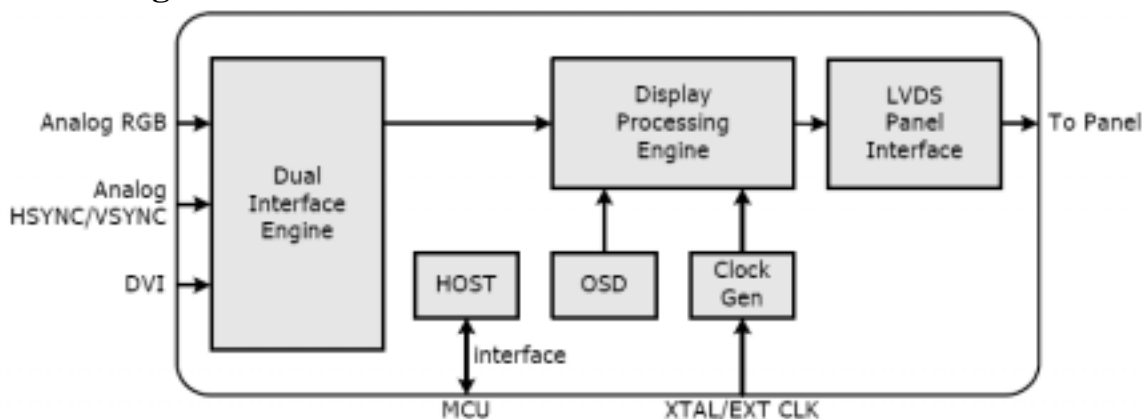 Analog RGB
Analog
HSYNC/VSYNC
DVI
Dual
Interface
Engine
Display
Processing
Engine
LVDS
Panel
Interface
To Panel
HOST
OSD
Clock
Gen
interface
MCU
XTAL/EXT CLK